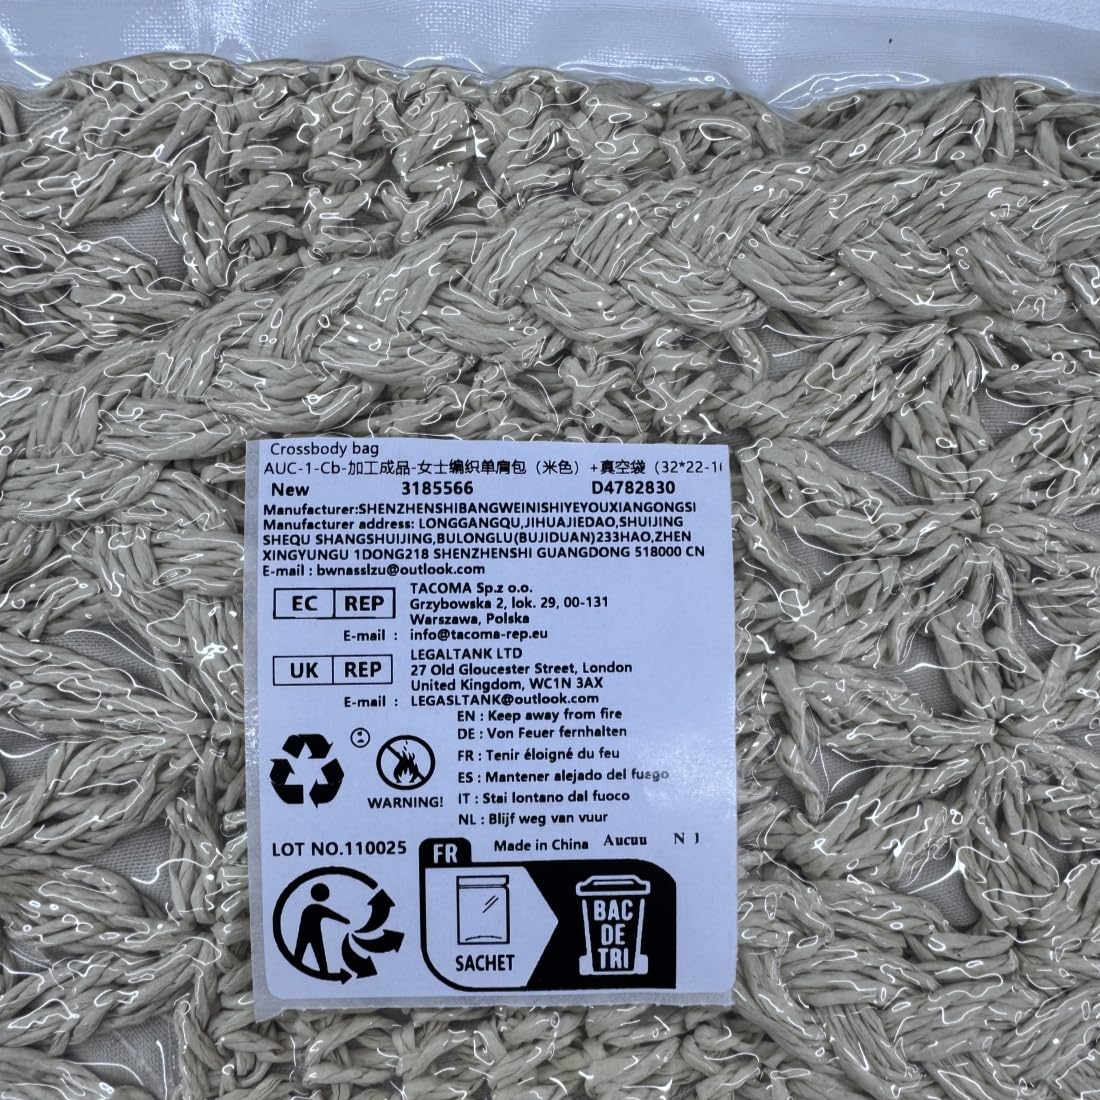 Crossbody bag
AUC-1-Cb-加工成品-女士编织单肩包（米色）+真空袋（32*22-1
New 3185566 D4782830
Manufacturer:SHENZHENSHIBANGWEINISHIYEYOUXIANGONGSI
Manufacturer address: LONGGANGQU,JIHUAJIEDAO,SHUIJING
SHEQU SHANGSHUIJING,BULONGLU(BUJIDUAN)233HAO,ZHEN
XINGYUNGU 1DONG218 SHENZHENSHI GUANGDONG 518000 CN
E-mail : bwnasslzu@outlook.com
EC REP
TACOMA Sp.z o.o.
Grzybowska 2, lok. 29, 00-131
Warszawa, Polska
E-mail : info@tacoma-rep.eu
UK REP
LEGALTANK LTD
27 Old Gloucester Street, London
United Kingdom, WC1N 3AX
E-mail : LEGASLTANK@outlook.com
EN : Keep away from fire
DE : Von Feuer fernhalten
FR : Tenir éloigné du feu
ES : Mantener alejado del fuego
IT : Stai lontano dal fuoco
NL : Blijf weg van vuur
WARNING!
LOT NO.110025
Made in China Aucuu N J
FR
SACHET
BAC
DE
TRI